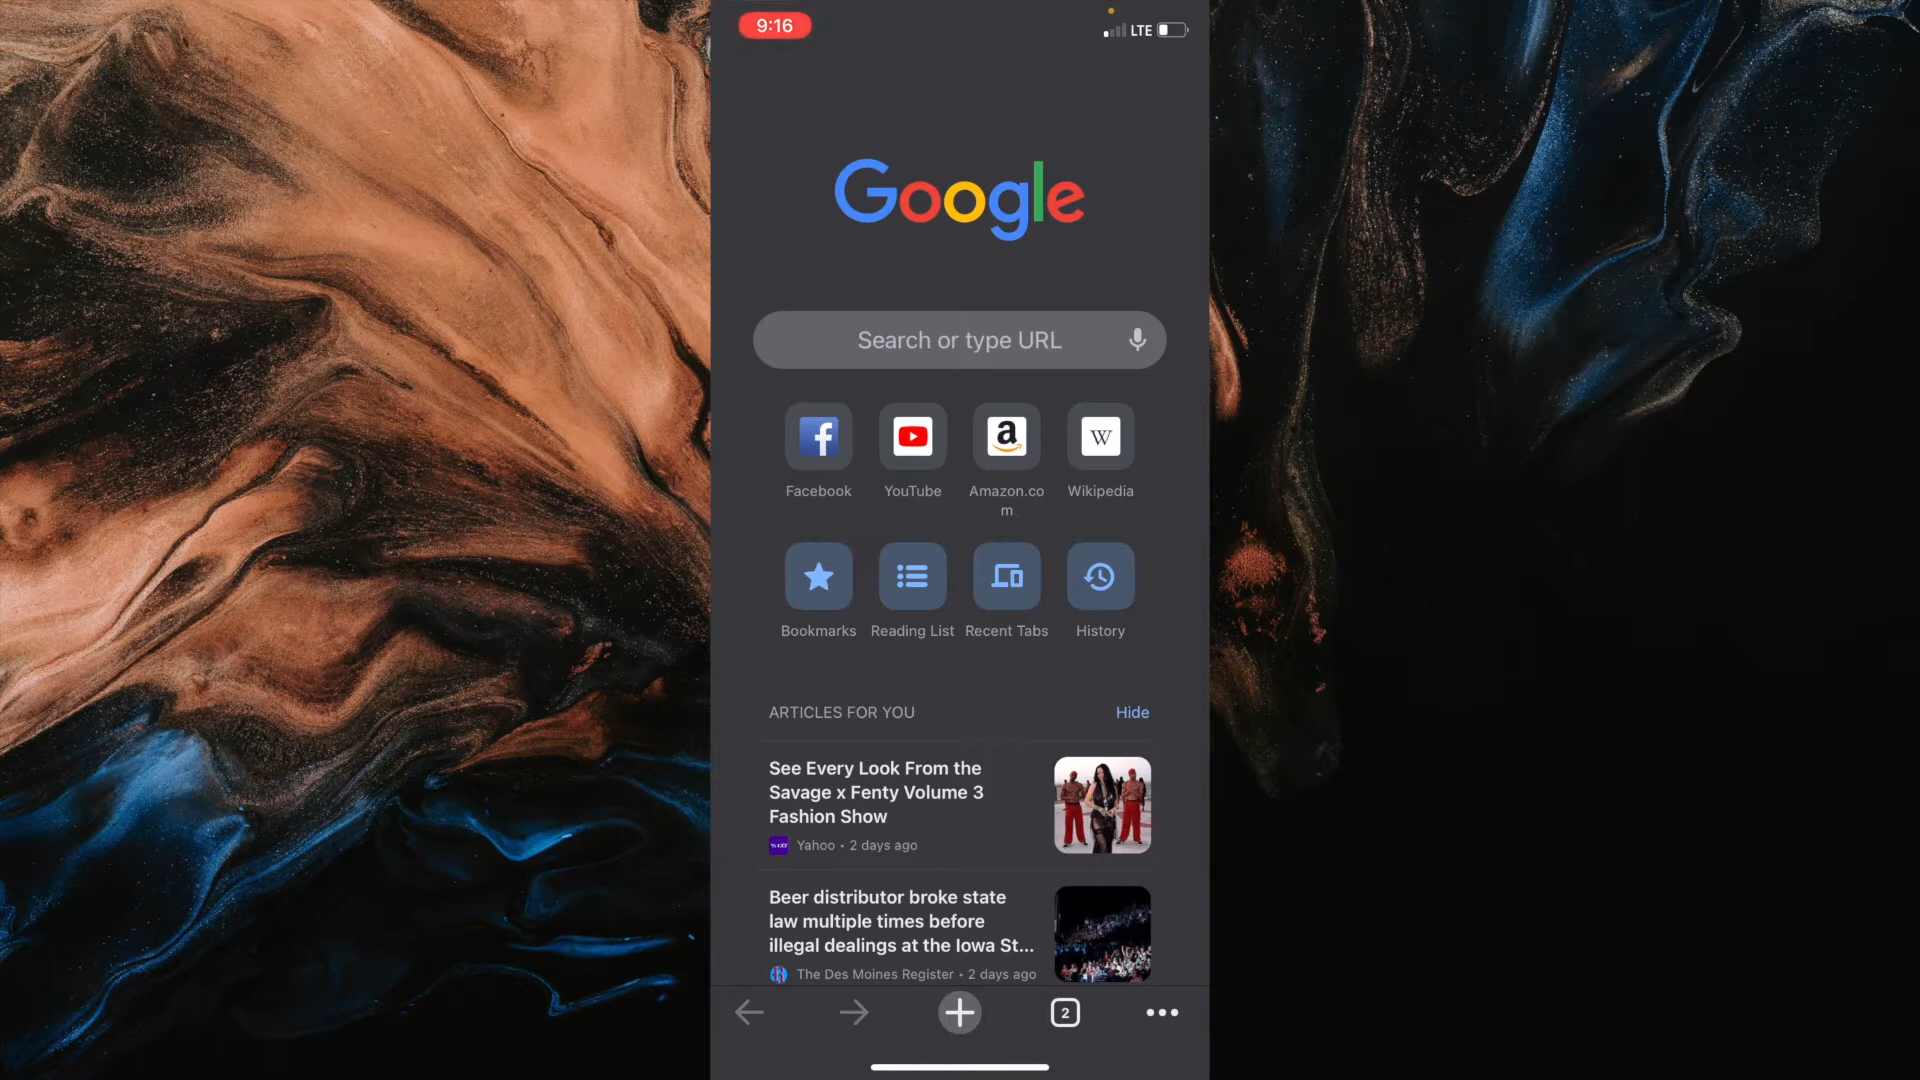 9:16
LTE
Google
Search or type URL
Facebook
YouTube
Amazon.co
m
Wikipedia
Bookmarks
Reading List
Recent Tabs
History
ARTICLES FOR YOU
Hide
See Every Look From the
Savage x Fenty Volume 3
Fashion Show
Yahoo • 2 days ago
Beer distributor broke state
law multiple times before
illegal dealings at the Iowa St...
The Des Moines Register • 2 days ago
2